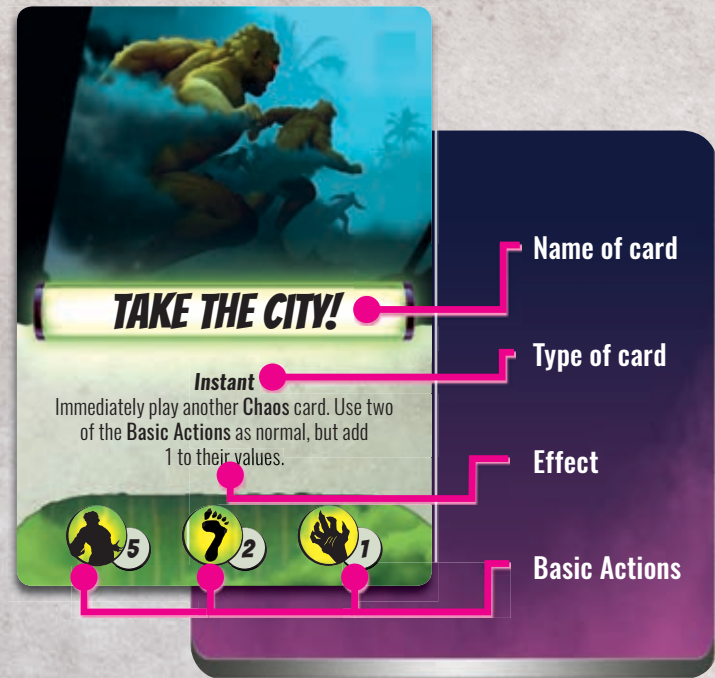 TAKE THE CITY!
Instant
Immediately play another Chaos card. Use two
of the Basic Actions as normal, but add
1 to their values.
5
2
1
Name of card
Type of card
Effect
Basic Actions